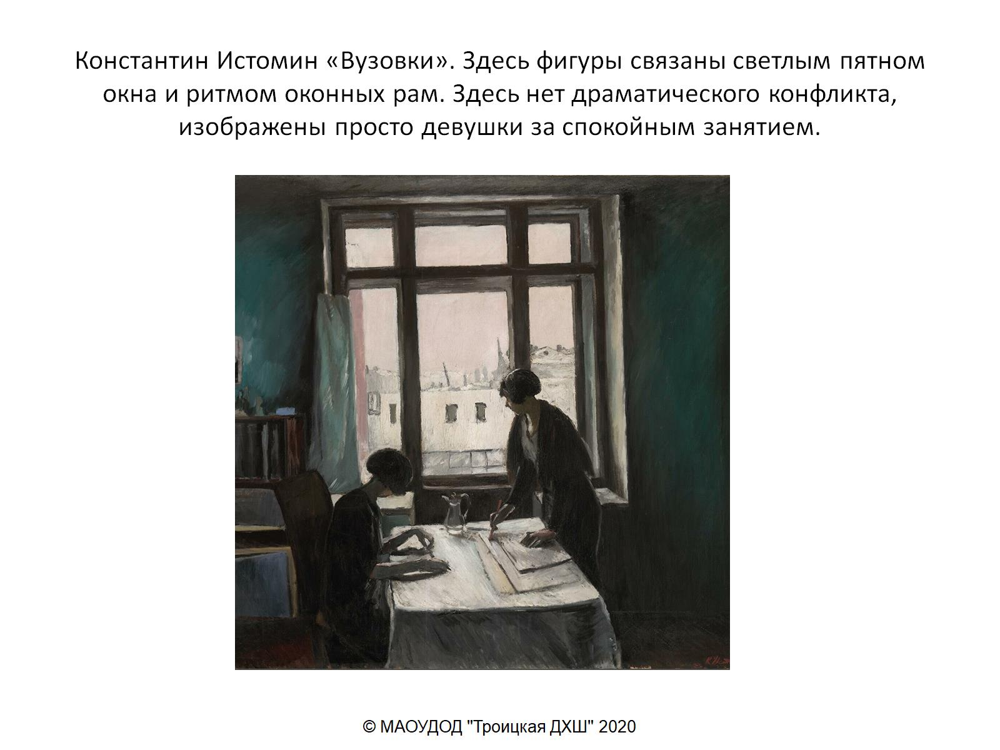 Константин Истомин «Вузовки». Здесь фигуры связаны светлым пятном
окна и ритмом оконных рам. Здесь нет драматического конфликта,
изображены просто девушки за спокойным занятием.
© МАОУДОД "Троицкая ДХШ" 2020